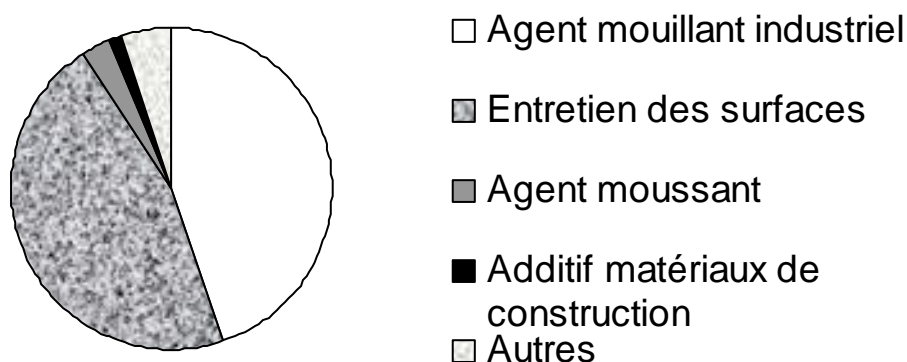 Agent mouillant industriel
Entretien des surfaces
Agent moussant
Additif matériaux de
construction
Autres